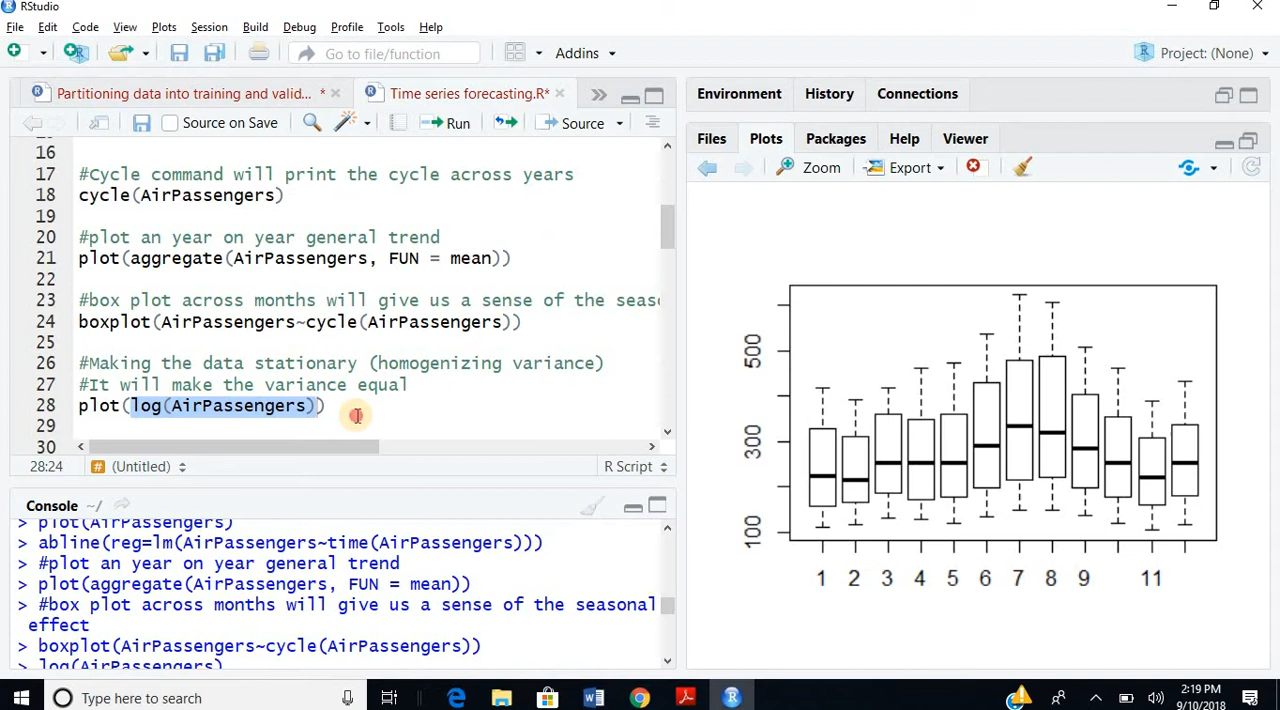 RStudio
File Edit Code View Plots Session Build Debug Profile Tools Help
Go to file/function Addins Project: (None)
Partitioning data into training and valid... * Time series forecasting.R*
Source on Save Run Source
16
17 #Cycle command will print the cycle across years
18 cycle(AirPassengers)
19
20 #plot an year on year general trend
21 plot(aggregate(AirPassengers, FUN = mean))
22
23 #box plot across months will give us a sense of the seas
24 boxplot(AirPassengers~cycle(AirPassengers))
25
26 #Making the data stationary (homogenizing variance)
27 #It will make the variance equal
28 plot(log(AirPassengers))
29
30
28:24 (Untitled) R Script
Console ~/
> plot(AirPassengers)
> abline(reg=lm(AirPassengers~time(AirPassengers)))
> #plot an year on year general trend
> plot(aggregate(AirPassengers, FUN = mean))
> #box plot across months will give us a sense of the seasonal
effect
> boxplot(AirPassengers~cycle(AirPassengers))
> log(AirPassengers)
Environment History Connections
Files Plots Packages Help Viewer
Zoom Export
500
300
100
1 2 3 4 5 6 7 8 9 11
Type here to search
2:19 PM
9/10/2018